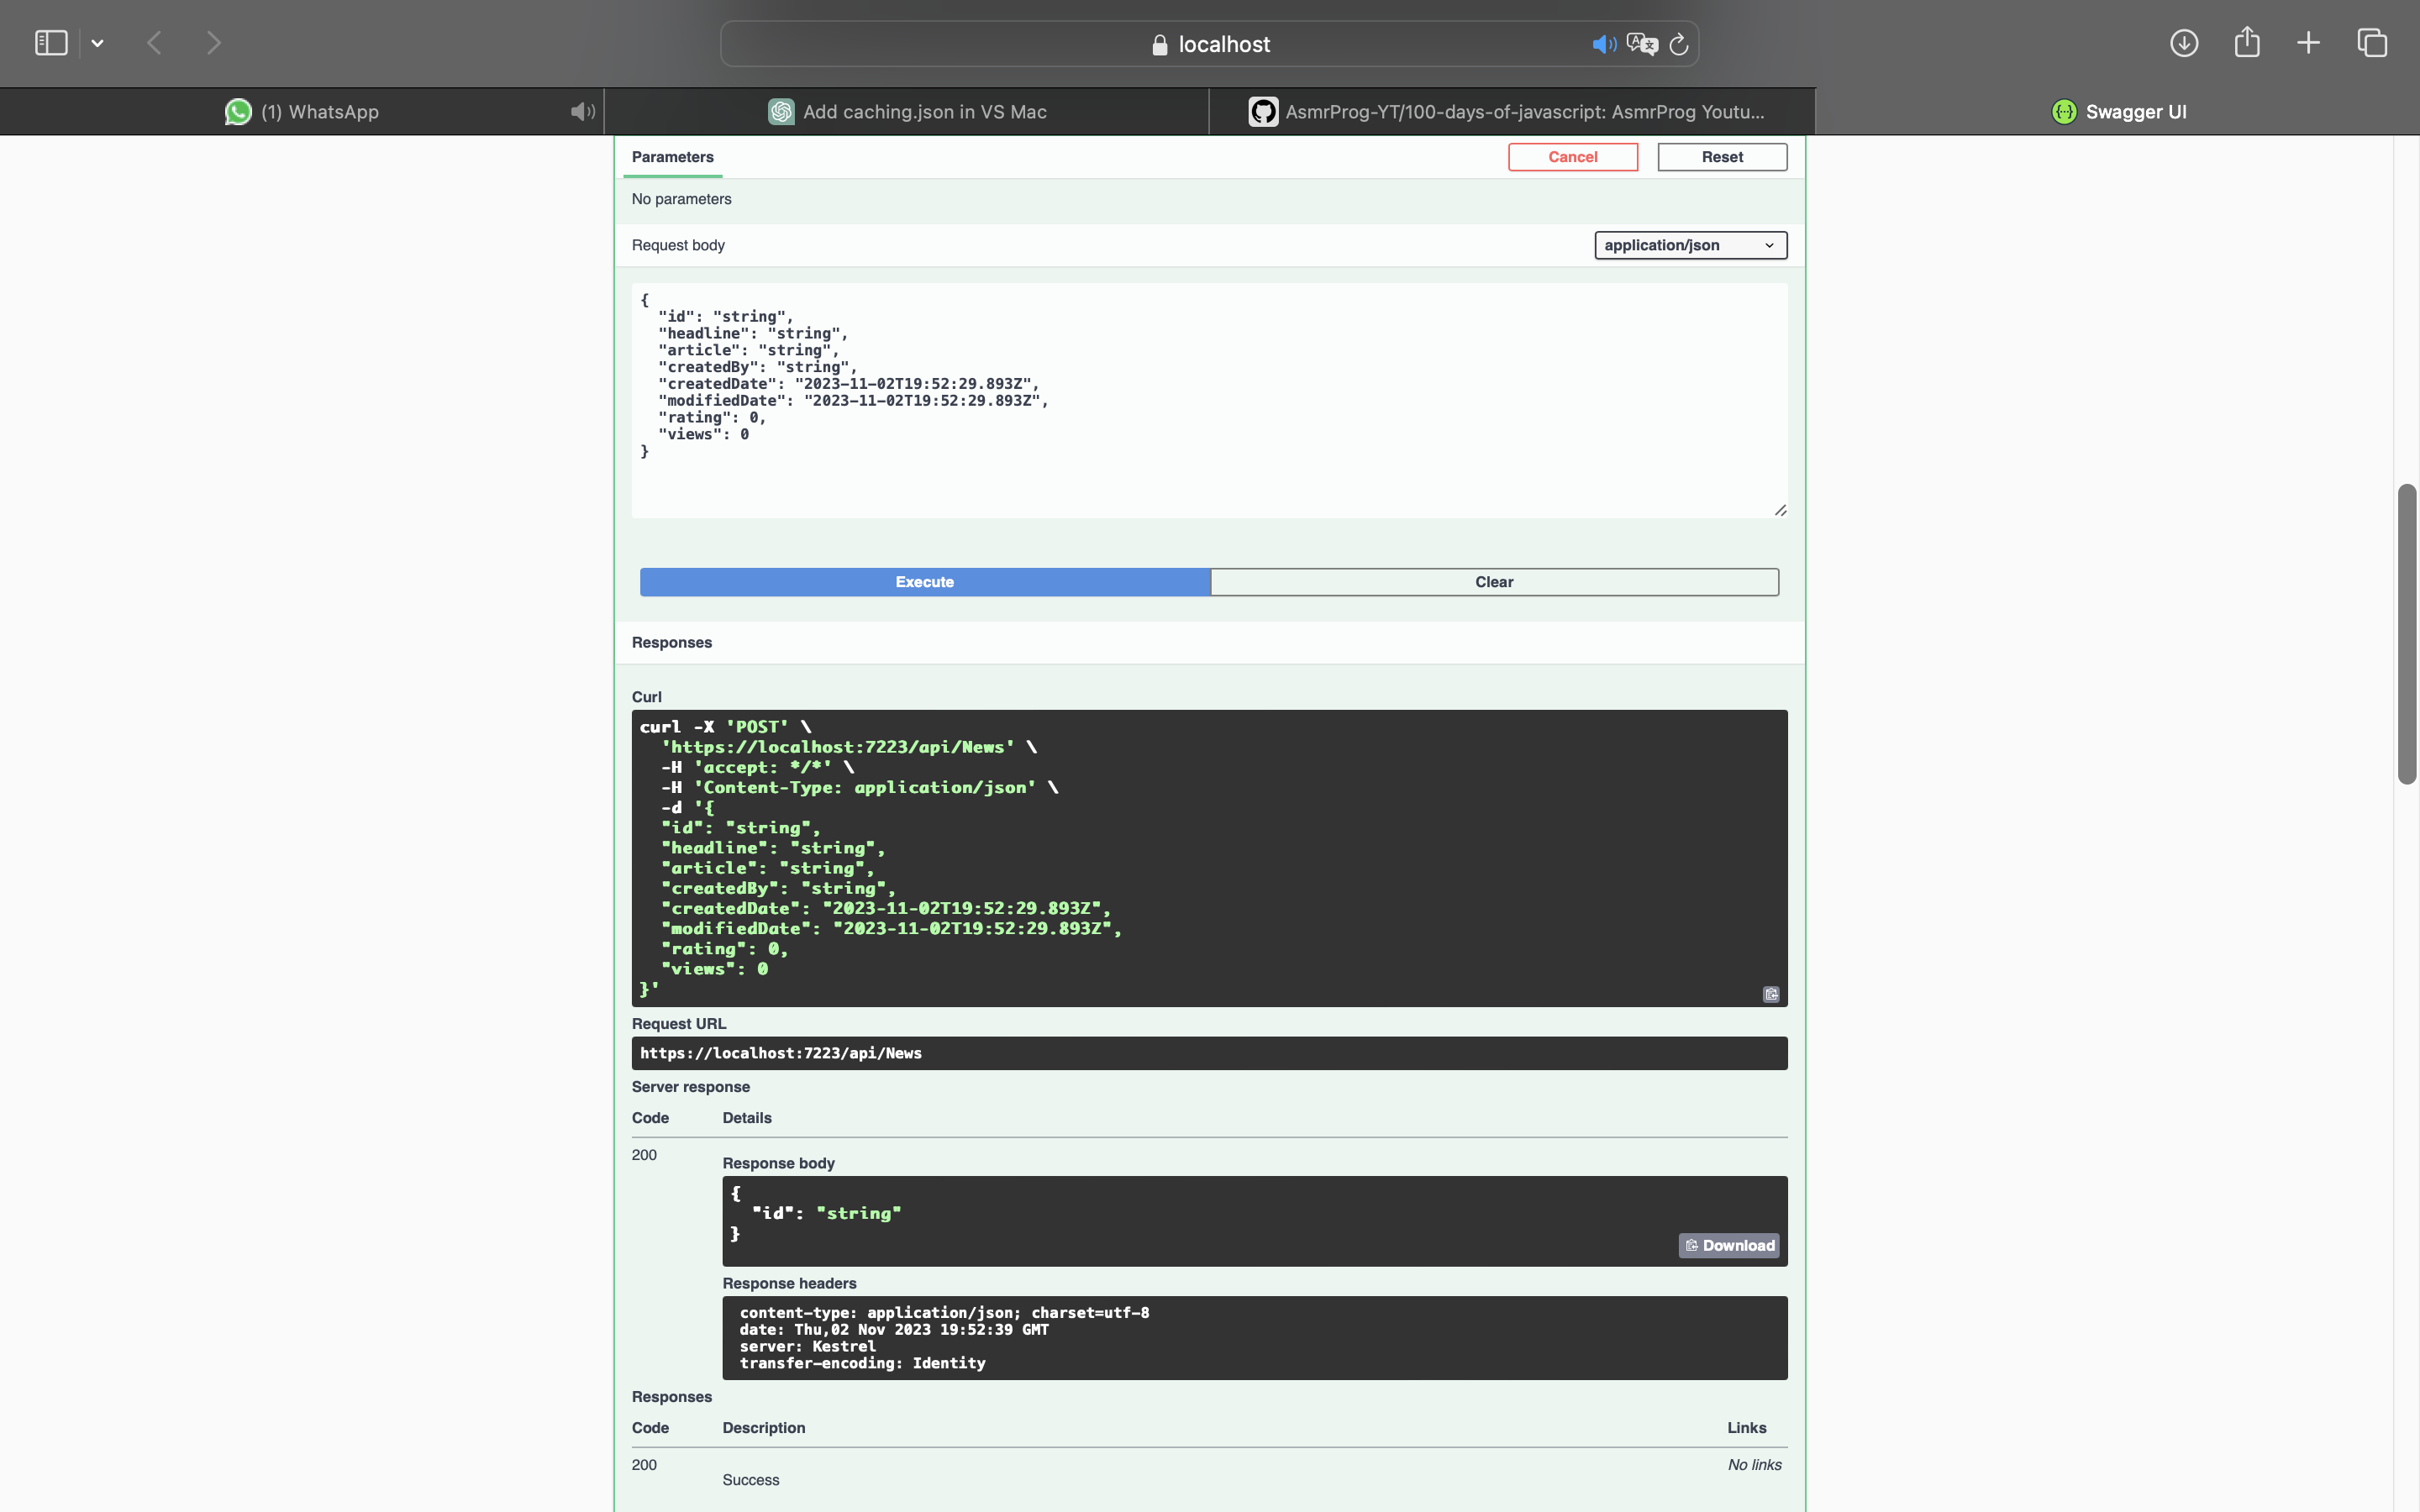 localhost
(1) WhatsApp
Add caching.json in VS Mac
AsmrProg-YT/100-days-of-javascript: AsmrProg Youtu...
Swagger UI
Parameters
Cancel
Reset
No parameters
Request body
application/json
{
  "id": "string",
  "headline": "string",
  "article": "string",
  "createdBy": "string",
  "createdDate": "2023-11-02T19:52:29.893Z",
  "modifiedDate": "2023-11-02T19:52:29.893Z",
  "rating": 0,
  "views": 0
}
Execute
Clear
Responses
Curl
curl -X 'POST' \
  'https://localhost:7223/api/News' \
  -H 'accept: */*' \
  -H 'Content-Type: application/json' \
  -d '{
  "id": "string",
  "headline": "string",
  "article": "string",
  "createdBy": "string",
  "createdDate": "2023-11-02T19:52:29.893Z",
  "modifiedDate": "2023-11-02T19:52:29.893Z",
  "rating": 0,
  "views": 0
}'
Request URL
https://localhost:7223/api/News
Server response
Code Details
200
Response body
{
  "id": "string"
}
Download
Response headers
content-type: application/json; charset=utf-8
date: Thu,02 Nov 2023 19:52:39 GMT
server: Kestrel
transfer-encoding: Identity
Responses
Code Description Links
200 No links
Success